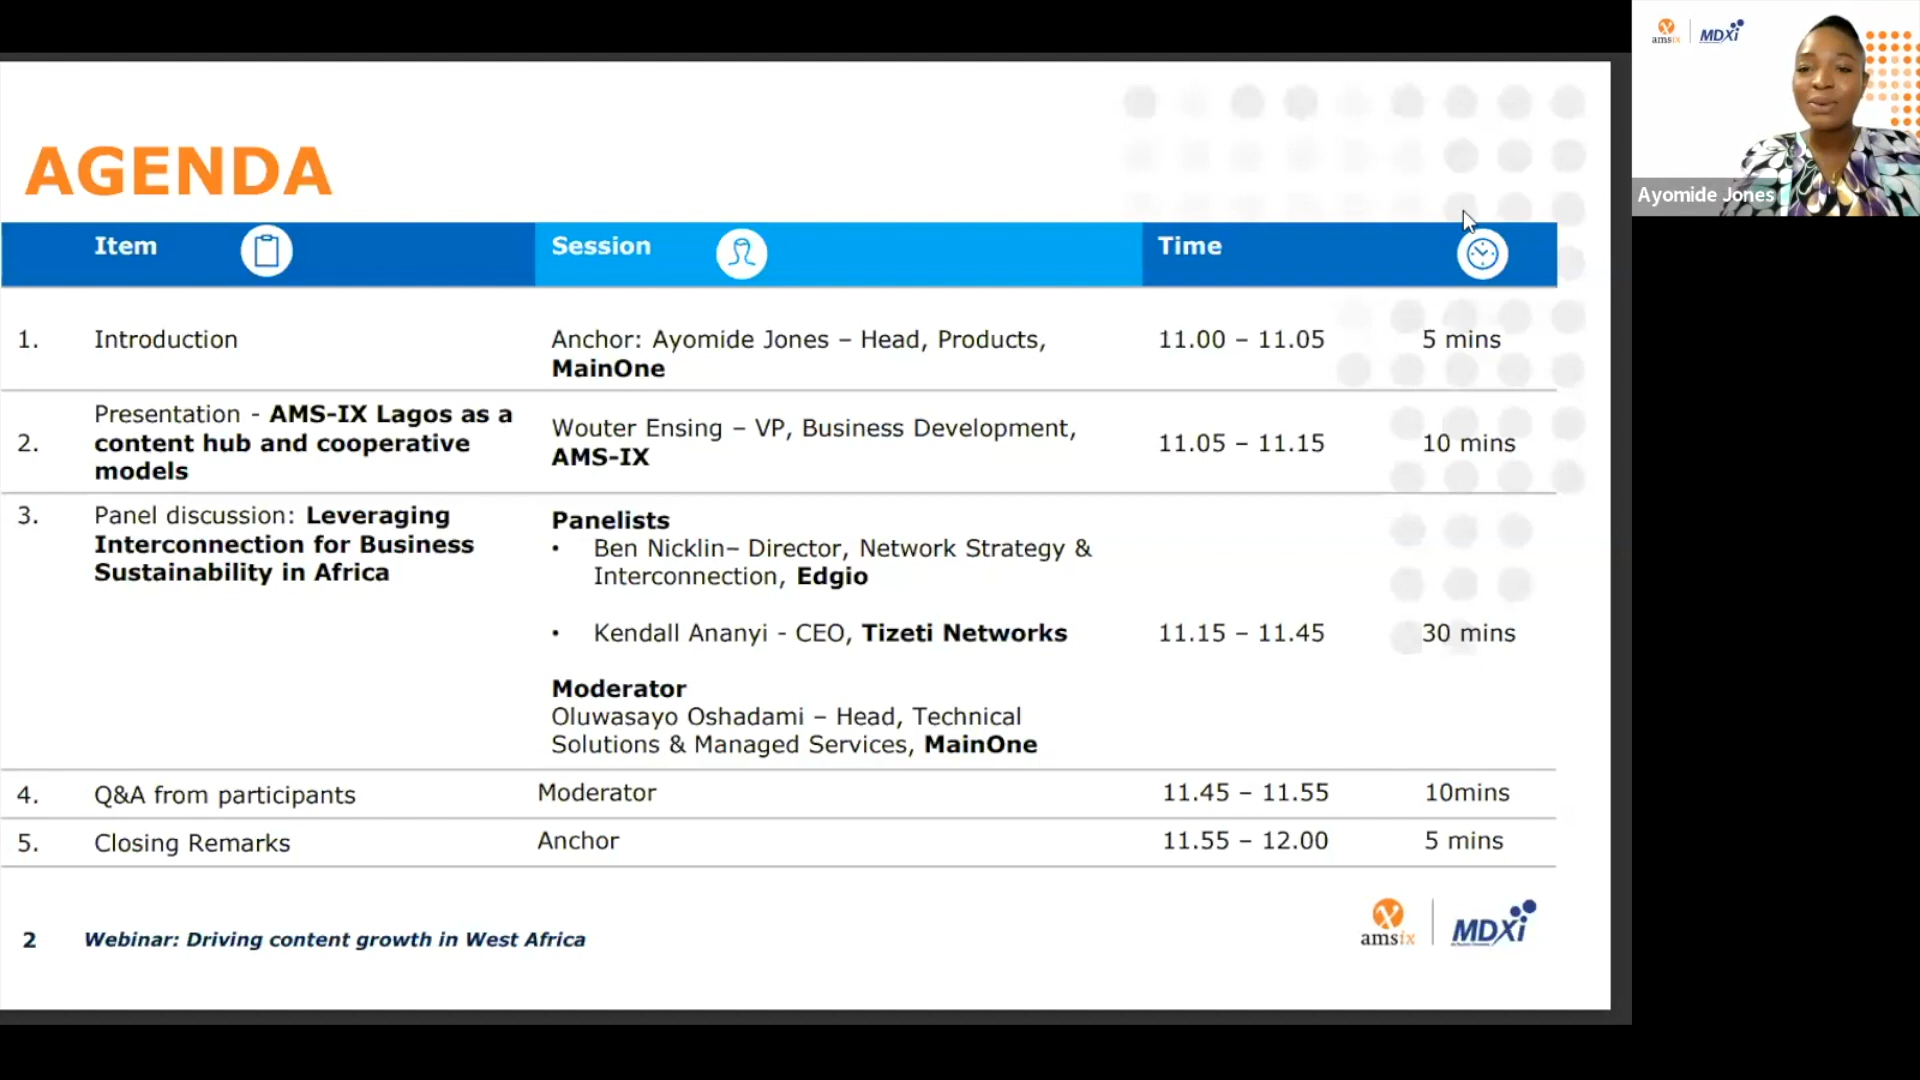 amsix
MDXi
Ayomide Jones
AGENDA
Item
Session
Time
1.
Introduction
Anchor: Ayomide Jones – Head, Products,
MainOne
11.00 – 11.05
5 mins
2.
Presentation - AMS-IX Lagos as a
content hub and cooperative
models
Wouter Ensing – VP, Business Development,
AMS-IX
11.05 – 11.15
10 mins
3.
Panel discussion: Leveraging
Interconnection for Business
Sustainability in Africa
Panelists
• Ben Nicklin– Director, Network Strategy &
Interconnection, Edgio
• Kendall Ananyi - CEO, Tizeti Networks
Moderator
Oluwasayo Oshadami – Head, Technical
Solutions & Managed Services, MainOne
11.15 – 11.45
30 mins
4.
Q&A from participants
Moderator
11.45 – 11.55
10mins
5.
Closing Remarks
Anchor
11.55 – 12.00
5 mins
2
Webinar: Driving content growth in West Africa
amsix
MDXi